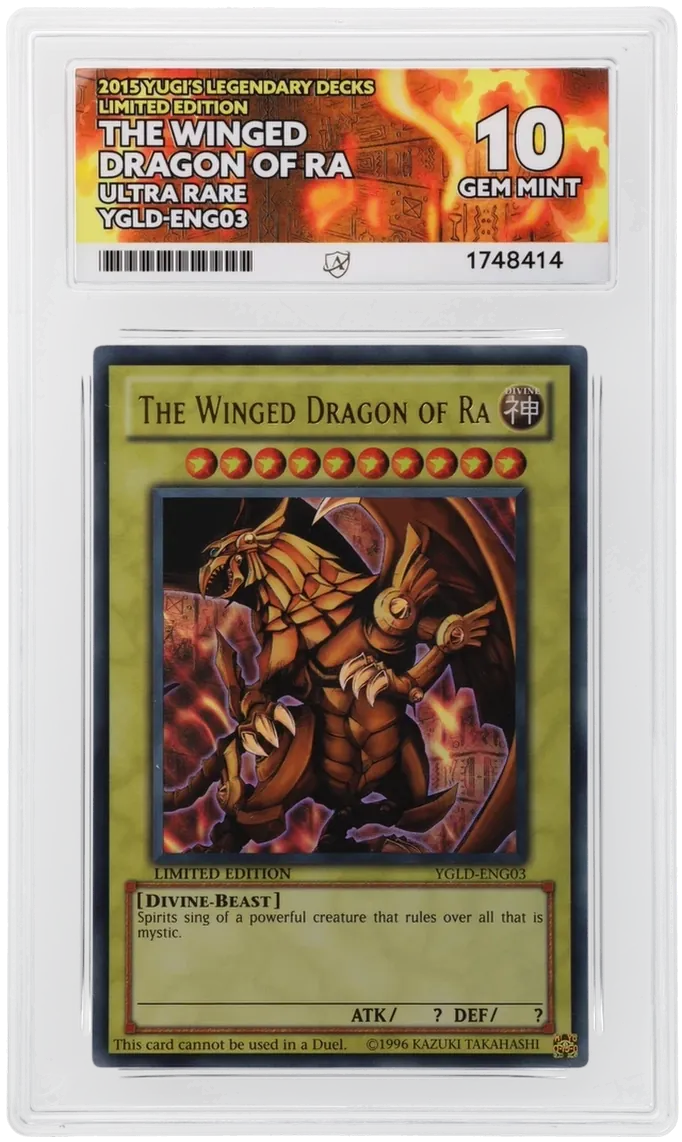 2015 YUGI'S LEGENDARY DECKS
LIMITED EDITION
THE WINGED
DRAGON OF RA
ULTRA RARE
YGLD-ENG03
10
GEM MINT
A
1748414
THE WINGED DRAGON OF RA
DIVINE
神
LIMITED EDITION YGLD-ENG03
[DIVINE-BEAST]
Spirits sing of a powerful creature that rules over all that is
mystic.
ATK/ ? DEF/ ?
This card cannot be used in a Duel. ©1996 KAZUKI TAKAHASHI